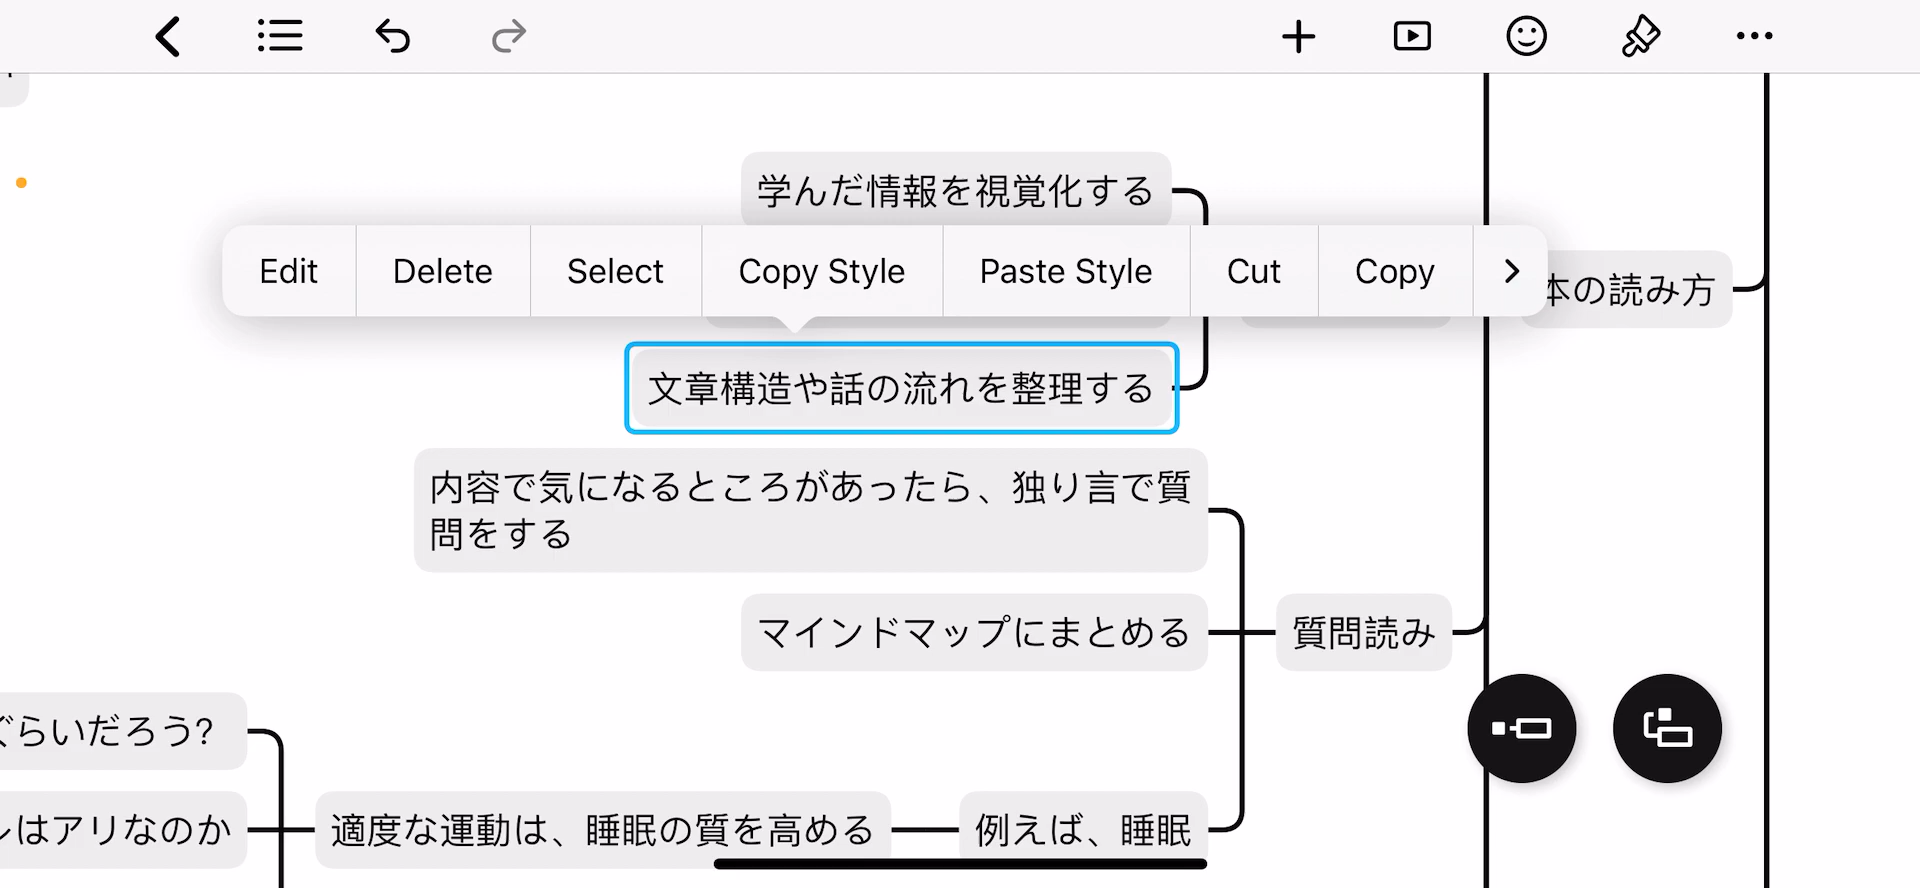 学んだ情報を視覚化する
Edit
Delete
Select
Copy Style
Paste Style
Cut
Copy
本の読み方
文章構造や話の流れを整理する
内容で気になるところがあったら、独り言で質
問をする
マインドマップにまとめる
質問読み
ぐらいだろう?
はアリなのか
適度な運動は、睡眠の質を高める
例えば、睡眠